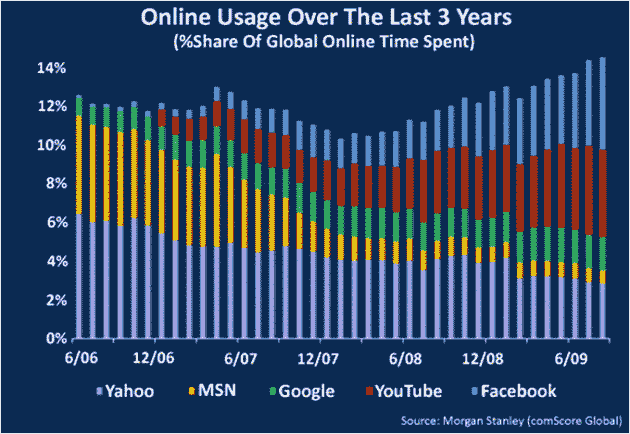 Online Usage Over The Last 3 Years
(%Share Of Global Online Time Spent)
14%
12%
10%
8%
6%
4%
2%
0%
6/06 12/06 6/07 12/07 6/08 12/08 6/09
Yahoo MSN Google YouTube Facebook
Source: Morgan Stanley (comScore Global)